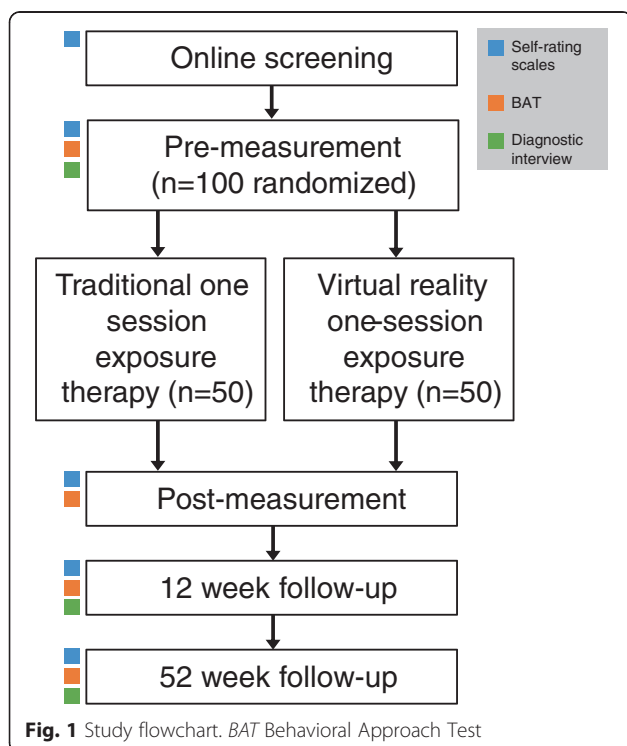 Online screening
Self-rating
scales
BAT
Diagnostic
interview
Pre-measurement
(n=100 randomized)
Traditional one
session
exposure
therapy (n=50)
Virtual reality
one-session
exposure
therapy (n=50)
Post-measurement
12 week follow-up
52 week follow-up
Fig. 1 Study flowchart. BAT Behavioral Approach Test